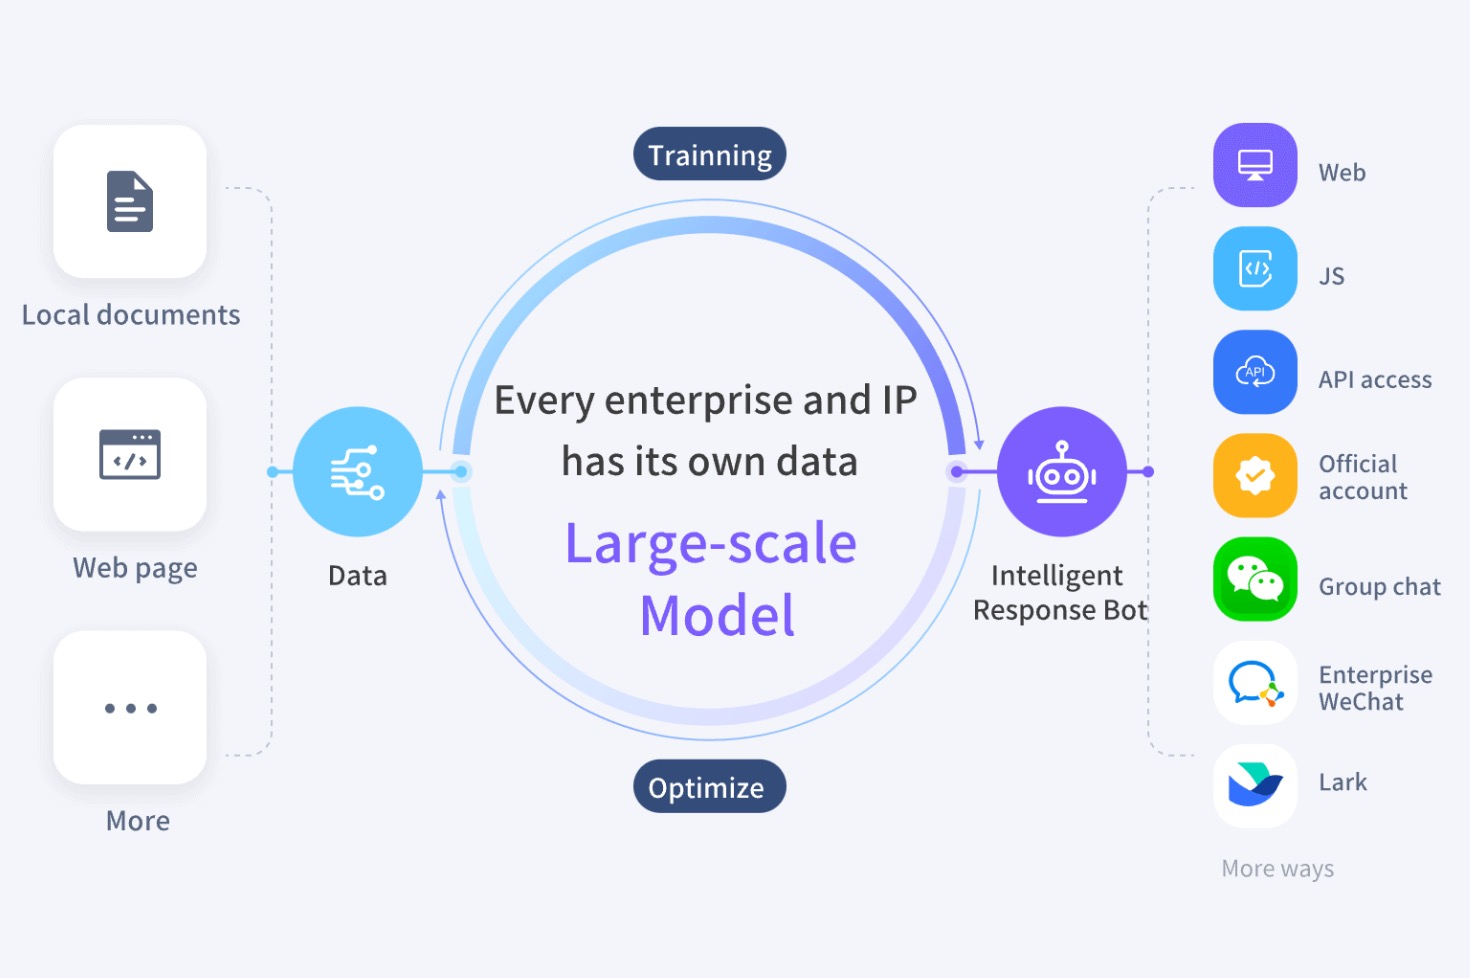 Trainning
Local documents
Web page
More
Data
Every enterprise and IP
has its own data
Large-scale
Model
Optimize
Intelligent
Response Bot
Web
JS
API
API access
Official
account
Group chat
Enterprise
WeChat
Lark
More ways